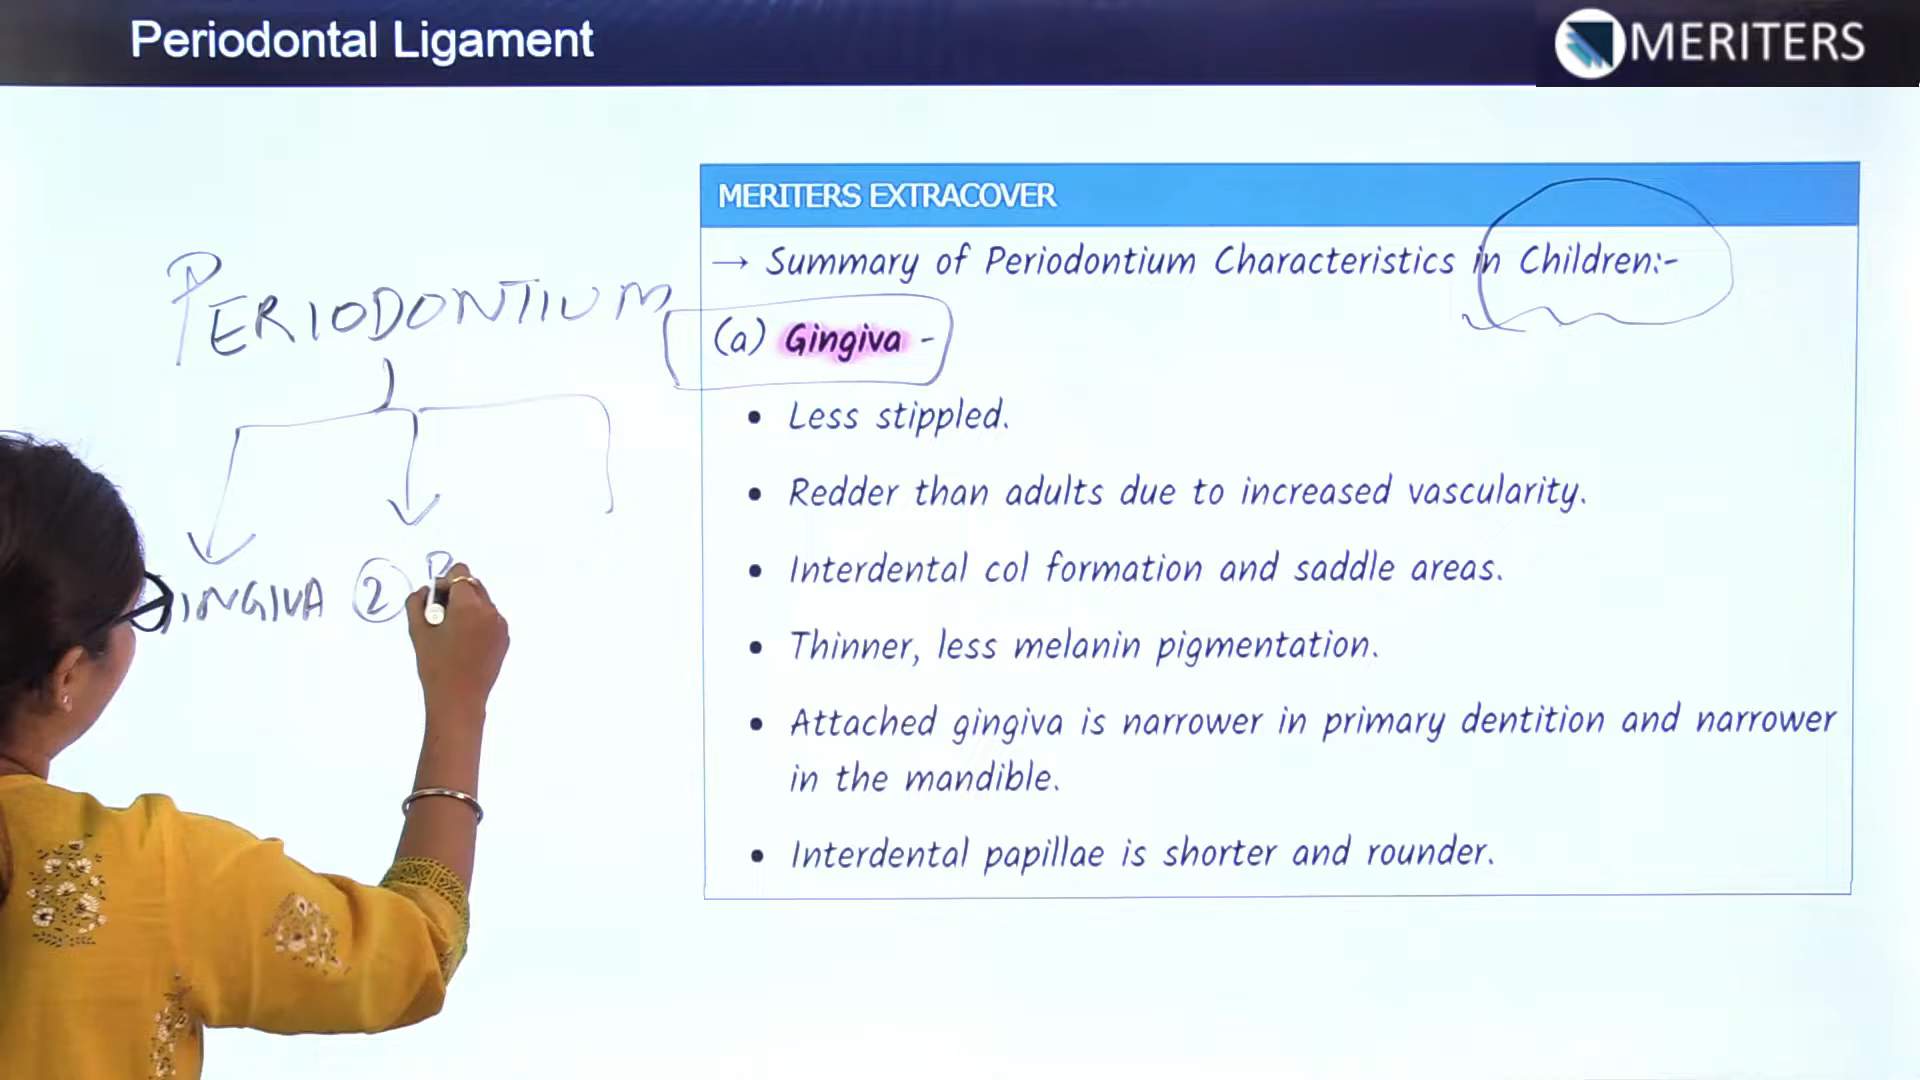 Periodontal Ligament
MERITERS
MERITERS EXTRACOVER
→ Summary of Periodontium Characteristics in Children:-
(a) Gingiva -
• Less stippled.
• Redder than adults due to increased vascularity.
• Interdental col formation and saddle areas.
• Thinner, less melanin pigmentation.
• Attached gingiva is narrower in primary dentition and narrower
in the mandible.
• Interdental papillae is shorter and rounder.
PERIODONTIUM
INGIVA 2 P